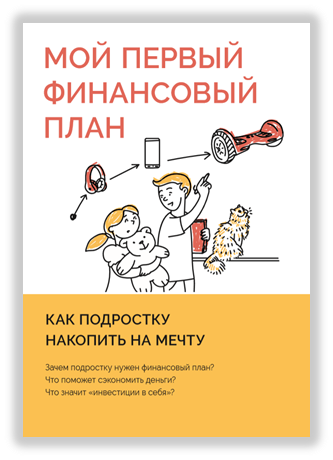 МОЙ ПЕРВЫЙ
ФИНАНСОВЫЙ
ПЛАН
КАК ПОДРОСТКУ
НАКОПИТЬ НА МЕЧТУ
Зачем подростку нужен финансовый план?
Что поможет сэкономить деньги?
Что значит «инвестиции в себя»?